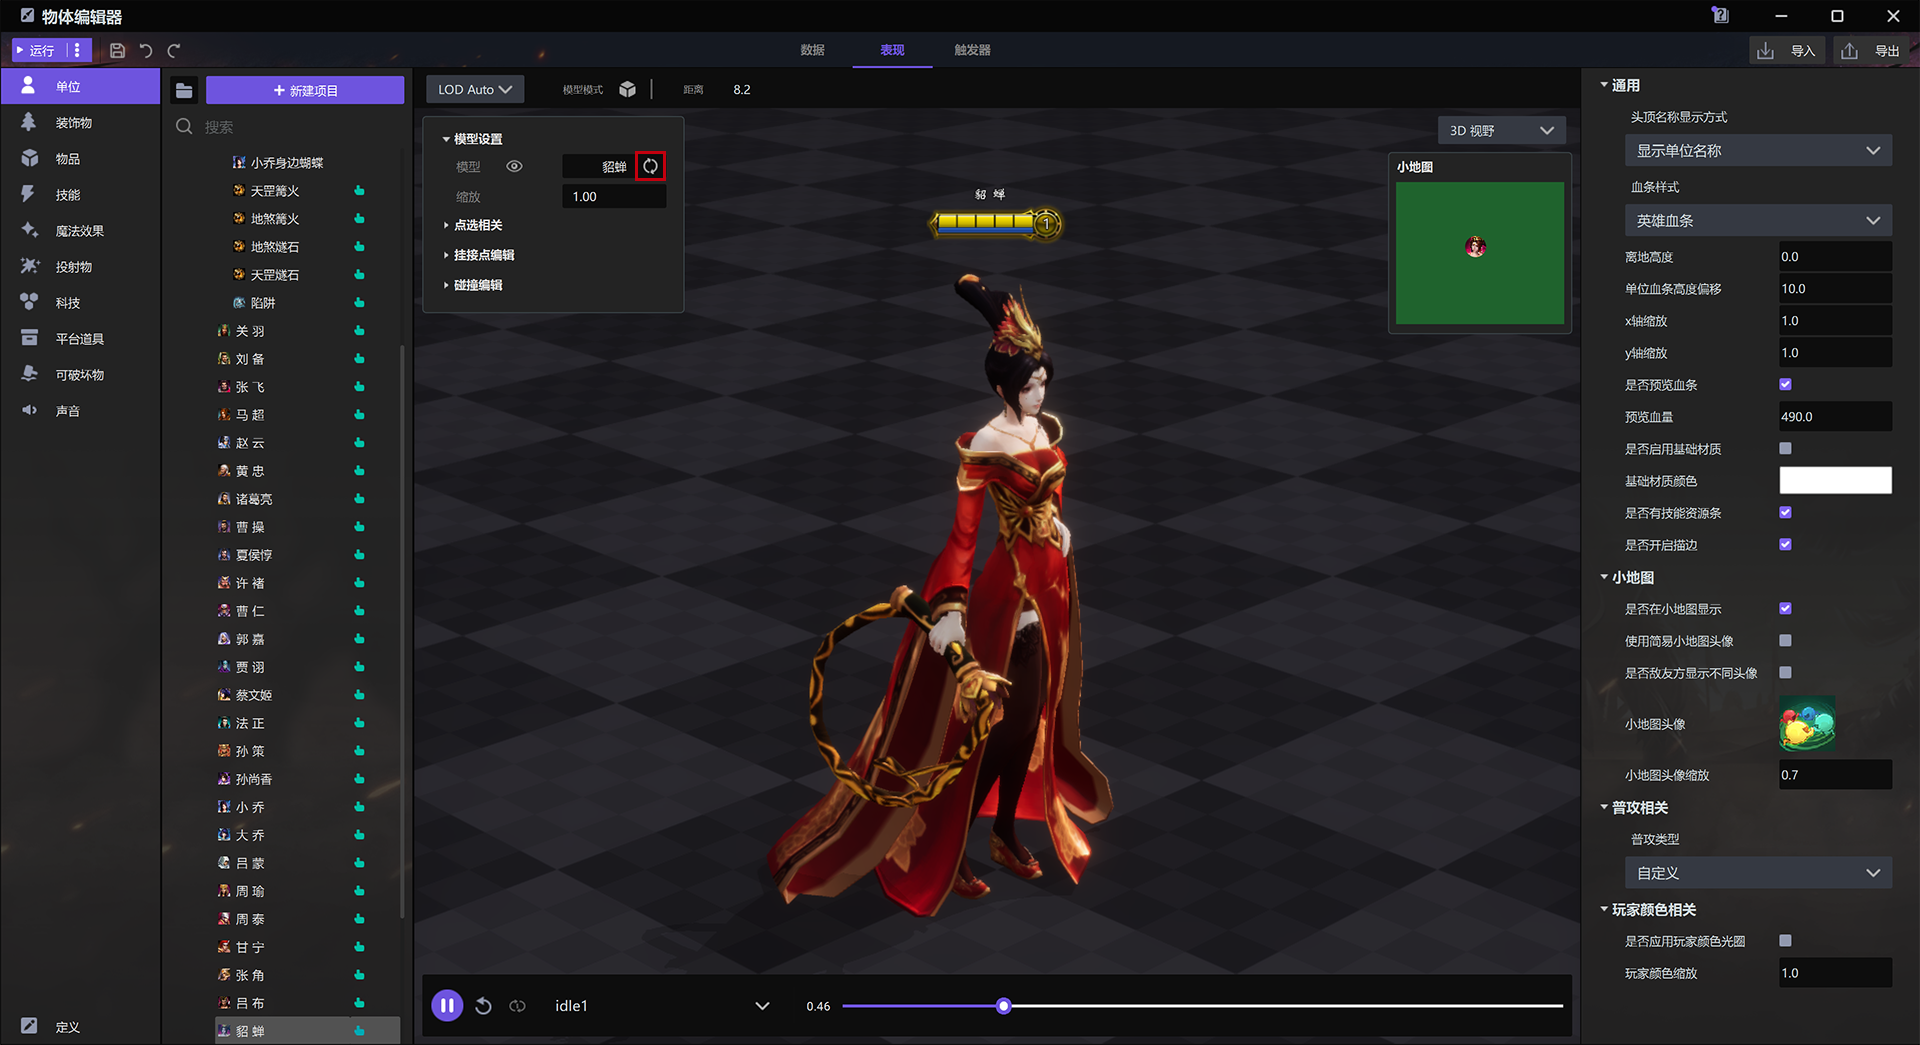 物体编辑器
运行
数据
表现
触发器
导入
导出
单位
装饰物
物品
技能
魔法效果
投射物
科技
平台道具
可破坏物
声音
定义
+ 新建项目
搜索
小乔身边蝴蝶
天罡篝火
地煞篝火
地煞燧石
天罡燧石
陷阱
关 羽
刘 备
张 飞
马 超
赵 云
黄 忠
诸葛亮
曹 操
夏侯惇
许 褚
曹 仁
郭 嘉
贾 诩
蔡文姬
法 正
孙 策
孙尚香
小 乔
大 乔
吕 蒙
周 瑜
周 泰
甘 宁
张 角
吕 布
貂 蝉
LOD Auto
模型模式
距离
8.2
模型设置
模型
貂蝉
缩放
1.00
点选相关
挂接点编辑
碰撞编辑
3D 视野
小地图
貂 蝉
1
idle1
0.46
通用
头顶名称显示方式
显示单位名称
血条样式
英雄血条
离地高度
0.0
单位血条高度偏移
10.0
x轴缩放
1.0
y轴缩放
1.0
是否预览血条
预览血量
490.0
是否启用基础材质
基础材质颜色
是否有技能资源条
是否开启描边
小地图
是否在小地图显示
使用简易小地图头像
是否敌友方显示不同头像
小地图头像
小地图头像缩放
0.7
普攻相关
普攻类型
自定义
玩家颜色相关
是否应用玩家颜色光圈
玩家颜色缩放
1.0